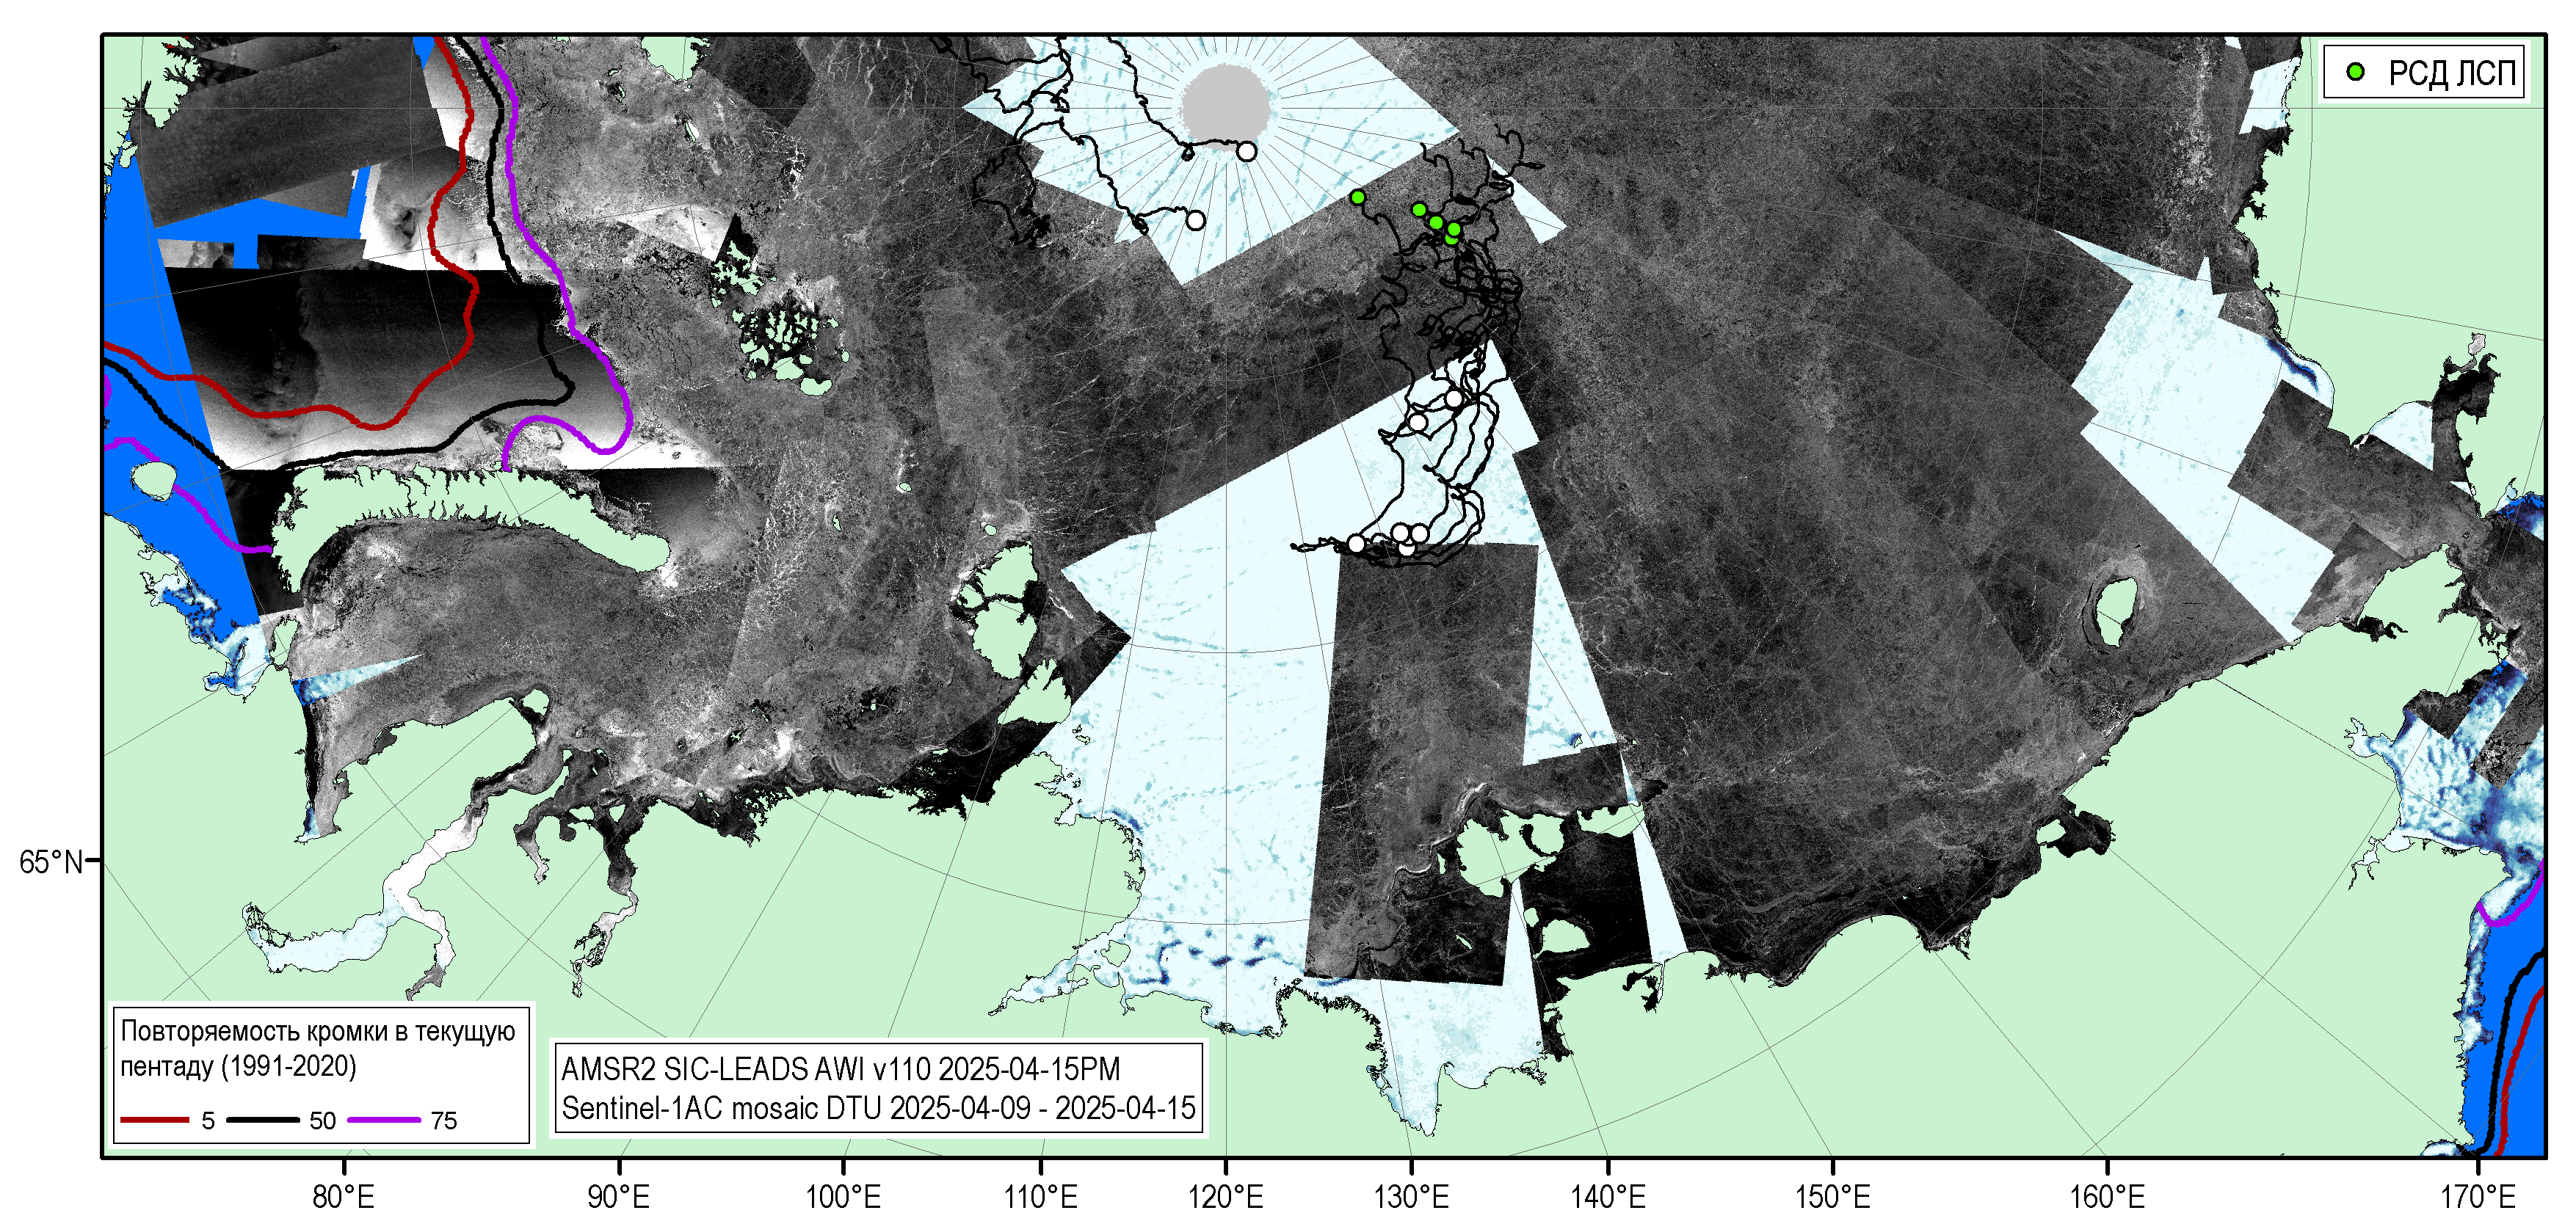 РСД ЛСП
65°N
Повторяемость кромки в текущую
пентаду (1991-2020)
5 50 75
AMSR2 SIC-LEADS AWI v110 2025-04-15PM
Sentinel-1AC mosaic DTU 2025-04-09 - 2025-04-15
80°E 90°E 100°E 110°E 120°E 130°E 140°E 150°E 160°E 170°E